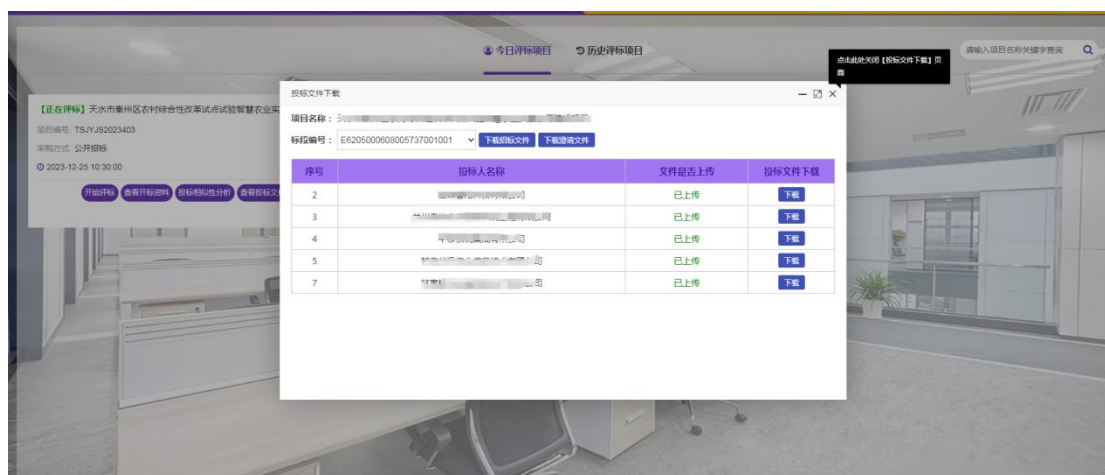 今日评标项目 历史评标项目
请输入项目名称关键字查询
点击此处关闭【投标文件下载】页
面
【正在评标】天水市秦州区农村综合性改革试点试验智慧农业实
项目编号: TSJYJS2023403
采购方式: 公开招标
2023-12-25 10:30:00
开始评标 查看开标资料 投标相似性分析 查看投标文
投标文件下载
项目名称：
标段编号： E6205000608005737001001 下载招标文件 下载澄清文件
序号 投标人名称 文件是否上传 投标文件下载
2 已上传 下载
3 已上传 下载
4 已上传 下载
5 已上传 下载
7 已上传 下载